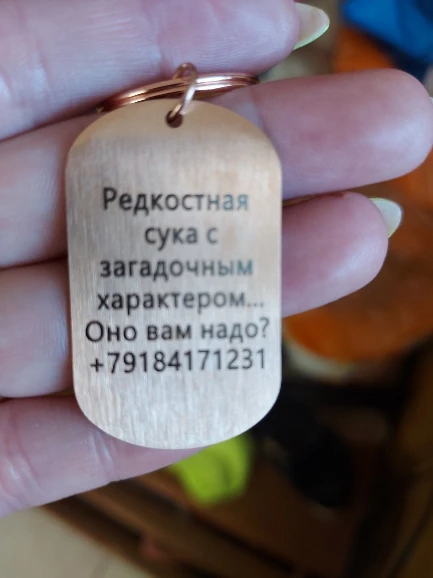 Редкостная
сука с
загадочным
характером...
Оно вам надо?
+79184171231